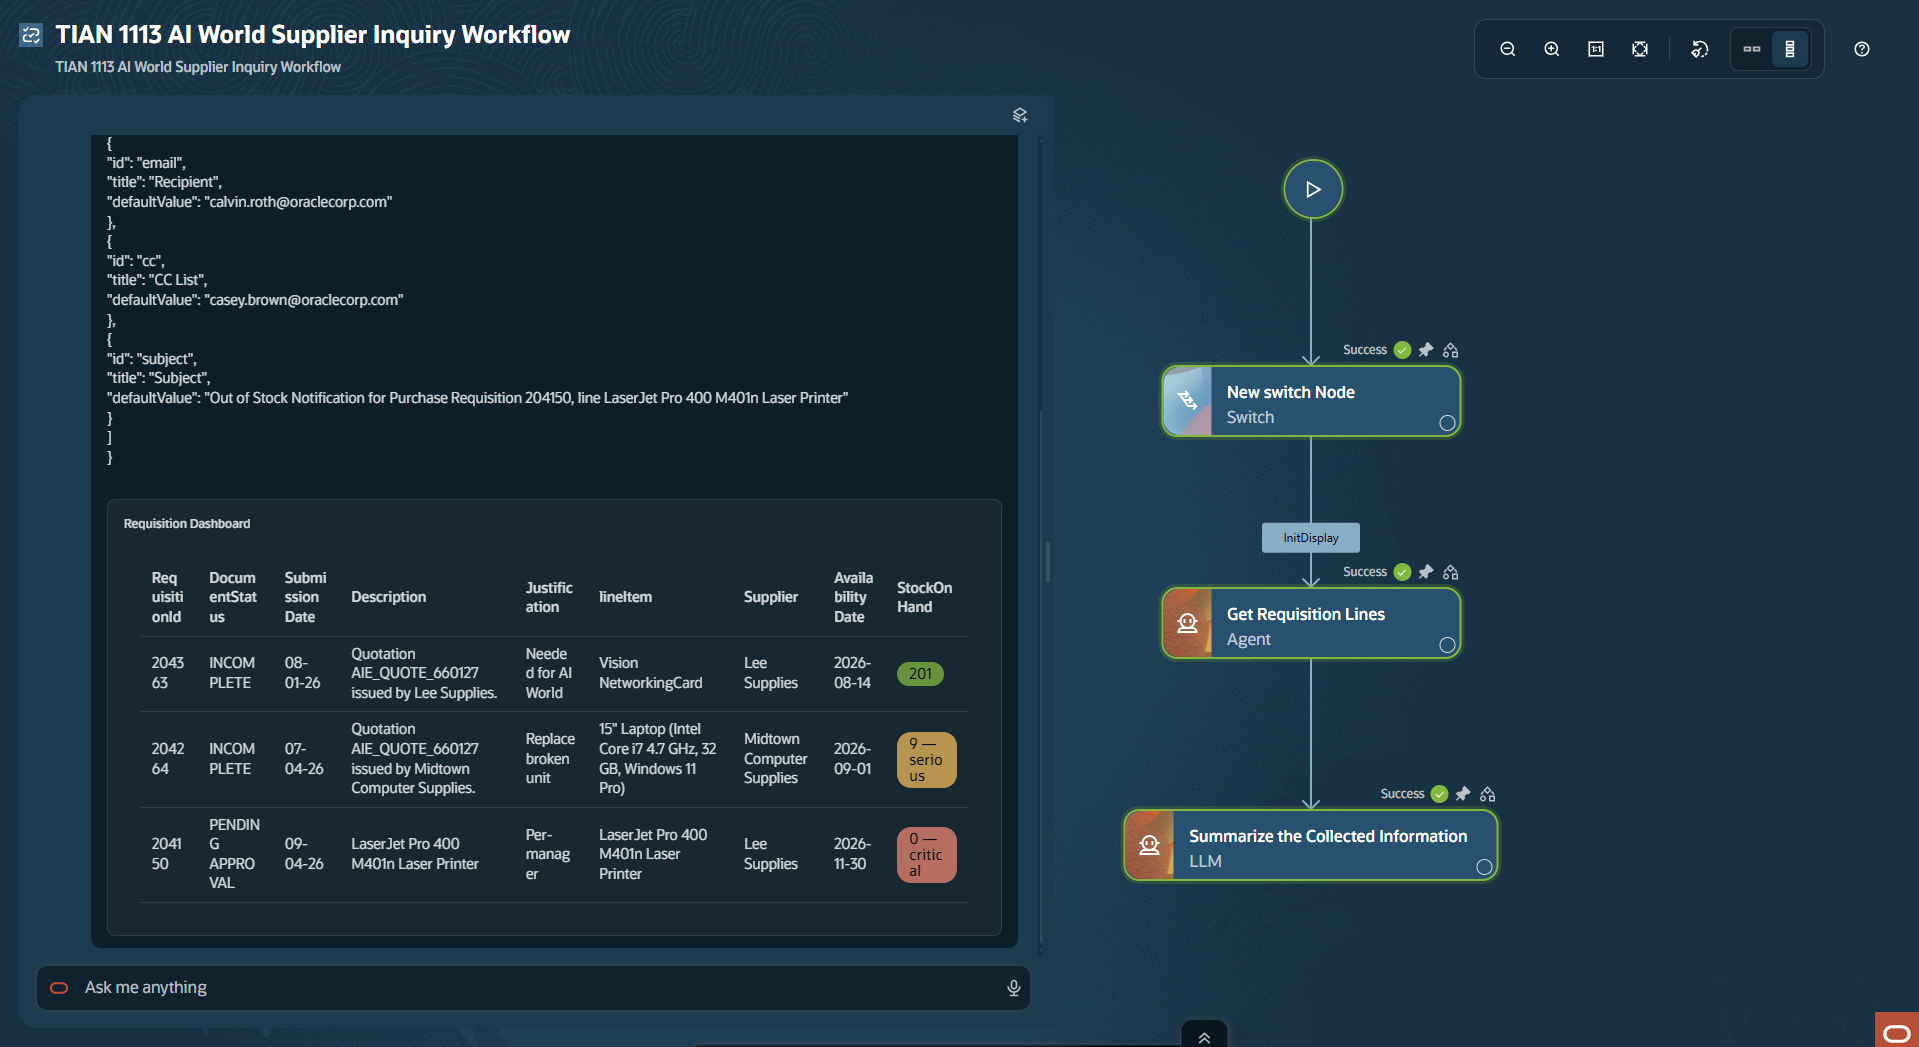 TIAN 1113 AI World Supplier Inquiry Workflow
TIAN 1113 AI World Supplier Inquiry Workflow
{
"id": "email",
"title": "Recipient",
"defaultValue": "calvin.roth@oraclecorp.com"
},
{
"id": "cc",
"title": "CC List",
"defaultValue": "casey.brown@oraclecorp.com"
},
{
"id": "subject",
"title": "Subject",
"defaultValue": "Out of Stock Notification for Purchase Requisition 204150, line LaserJet Pro 400 M401n Laser Printer"
}
]
}
Requisition Dashboard
Req
uisiti
onId
Docum
entStat
us
Submi
ssion
Date
Description
Justific
ation
lineItem
Supplier
Availa
bility
Date
StockOn
Hand
2043
63
INCOM
PLETE
08-
01-26
Quotation
AIE_QUOTE_660127
issued by Lee Supplies.
Neede
d for AI
World
Vision
NetworkingCard
Lee
Supplies
2026-
08-14
201
2042
64
INCOM
PLETE
07-
04-26
Quotation
AIE_QUOTE_660127
issued by Midtown
Computer Supplies.
Replace
broken
unit
15" Laptop (Intel
Core i7 4.7 GHz, 32
GB, Windows 11
Pro)
Midtown
Computer
Supplies
2026-
09-01
9 —
serio
us
2041
50
PENDIN
G
APPRO
VAL
09-
04-26
LaserJet Pro 400
M401n Laser Printer
Per-
manag
er
LaserJet Pro 400
M401n Laser
Printer
Lee
Supplies
2026-
11-30
0 —
critic
al
Ask me anything
Success
New switch Node
Switch
InitDisplay
Success
Get Requisition Lines
Agent
Success
Summarize the Collected Information
LLM